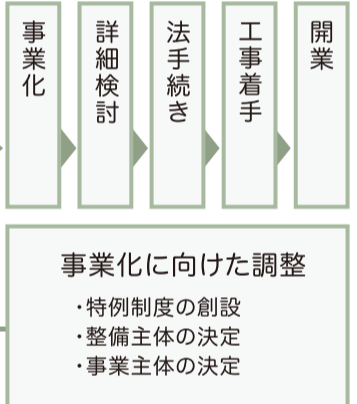 事業化
詳細検討
法手続き
工事着手
開業
事業化に向けた調整
・特例制度の創設
・整備主体の決定
・事業主体の決定